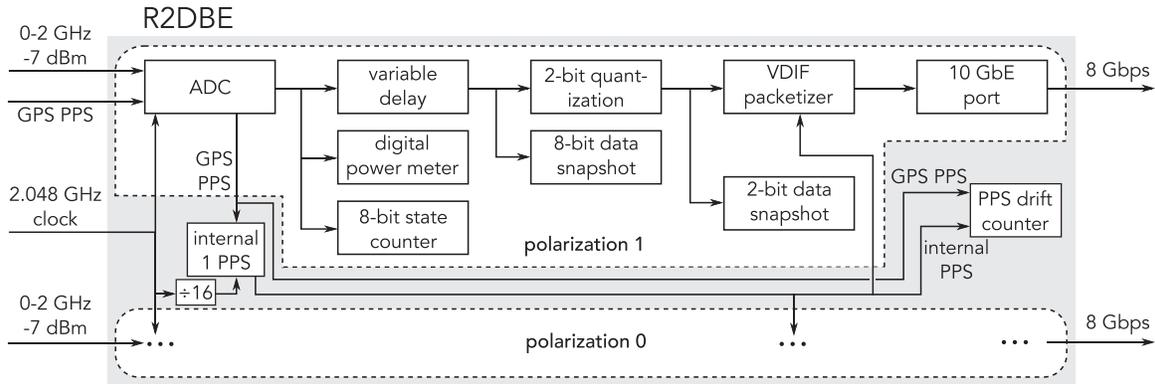 R2DBE
0-2 GHz
-7 dBm
GPS PPS
ADC
variable
delay
2-bit quant-
ization
VDIF
packetizer
10 GbE
port
8 Gbps
digital
power meter
8-bit data
snapshot
GPS
PPS
2-bit data
snapshot
GPS PPS
2.048 GHz
clock
8-bit state
counter
PPS drift
counter
internal
1 PPS
polarization 1
internal
PPS
÷16
0-2 GHz
-7 dBm
...
polarization 0
...
...
8 Gbps